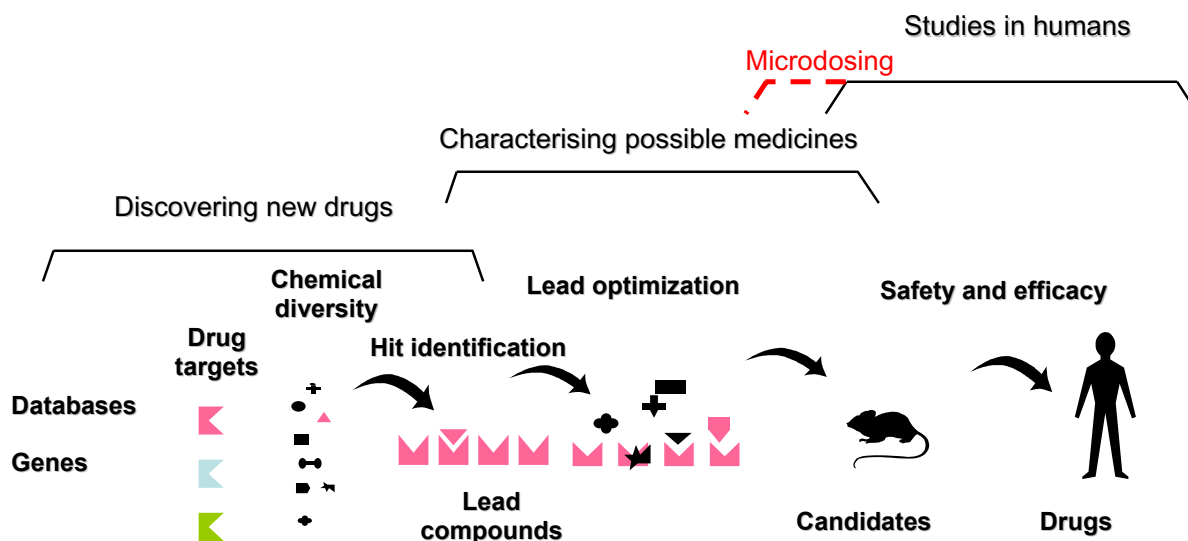 Studies in humans
Microdosing
Characterising possible medicines
Discovering new drugs
Chemical
diversity
Lead optimization
Safety and efficacy
Drug
targets
Hit identification
Databases
Genes
Lead
compounds
Candidates
Drugs